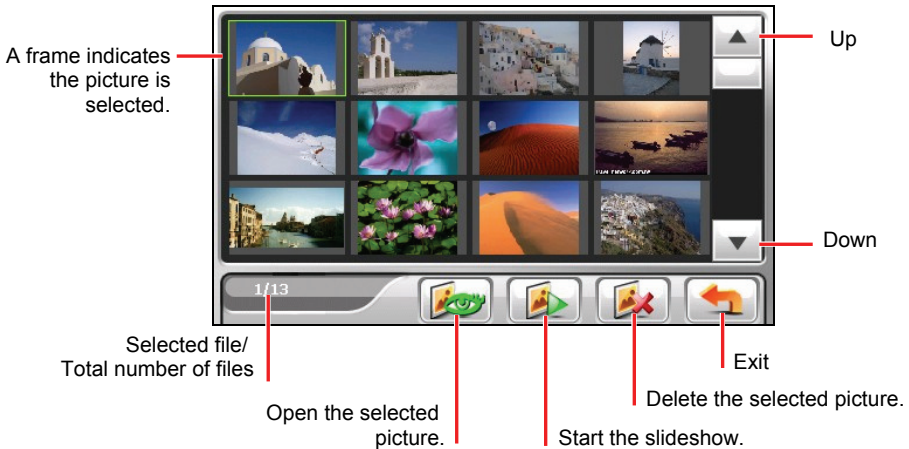 A frame indicates
the picture is
selected.
Up
Down
1/13
Selected file/
Total number of files
Exit
Delete the selected picture.
Open the selected
picture.
Start the slideshow.